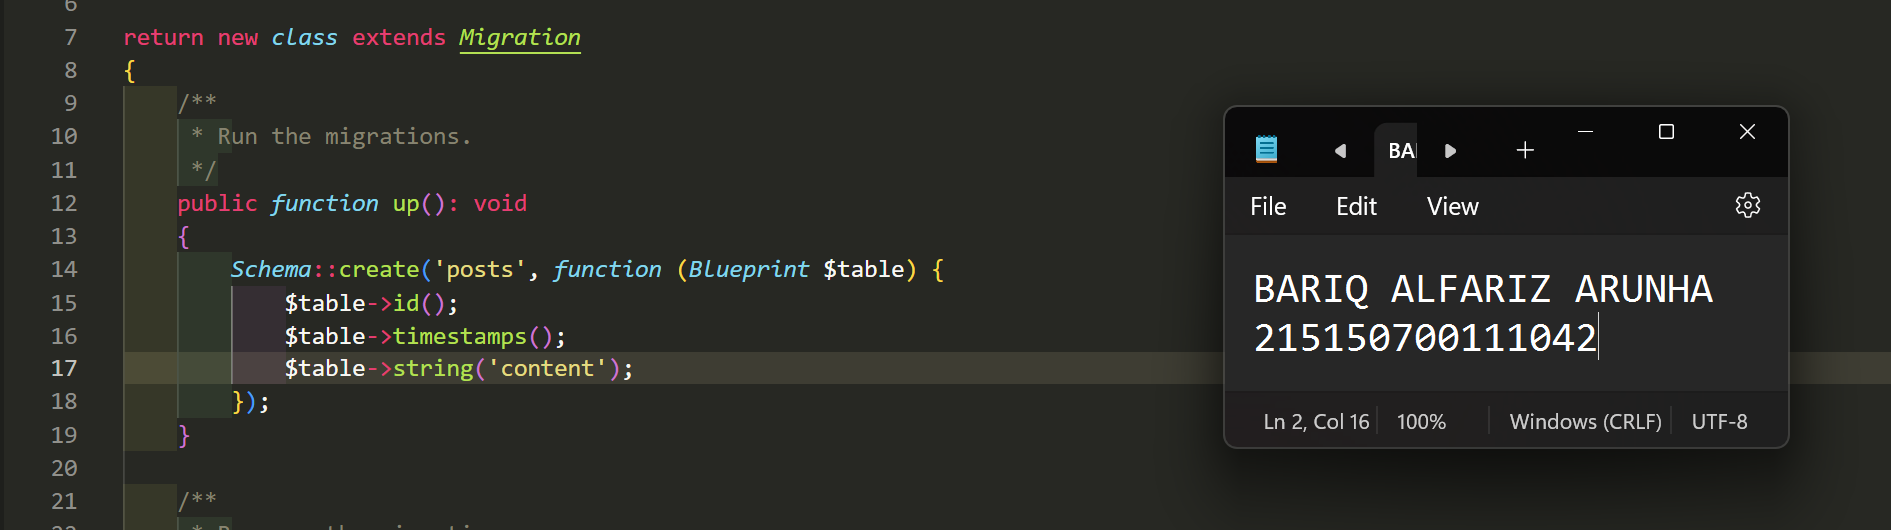 6
7 return new class extends Migration
8 {
9 /**
10 * Run the migrations.
11 */
12 public function up(): void
13 {
14 Schema::create('posts', function (Blueprint $table) {
15 $table->id();
16 $table->timestamps();
17 $table->string('content');
18 });
19 }
20
21 /**
BAR
File Edit View
BARIQ ALFARIZ ARUNHA
215150700111042
Ln 2, Col 16 100% Windows (CRLF) UTF-8